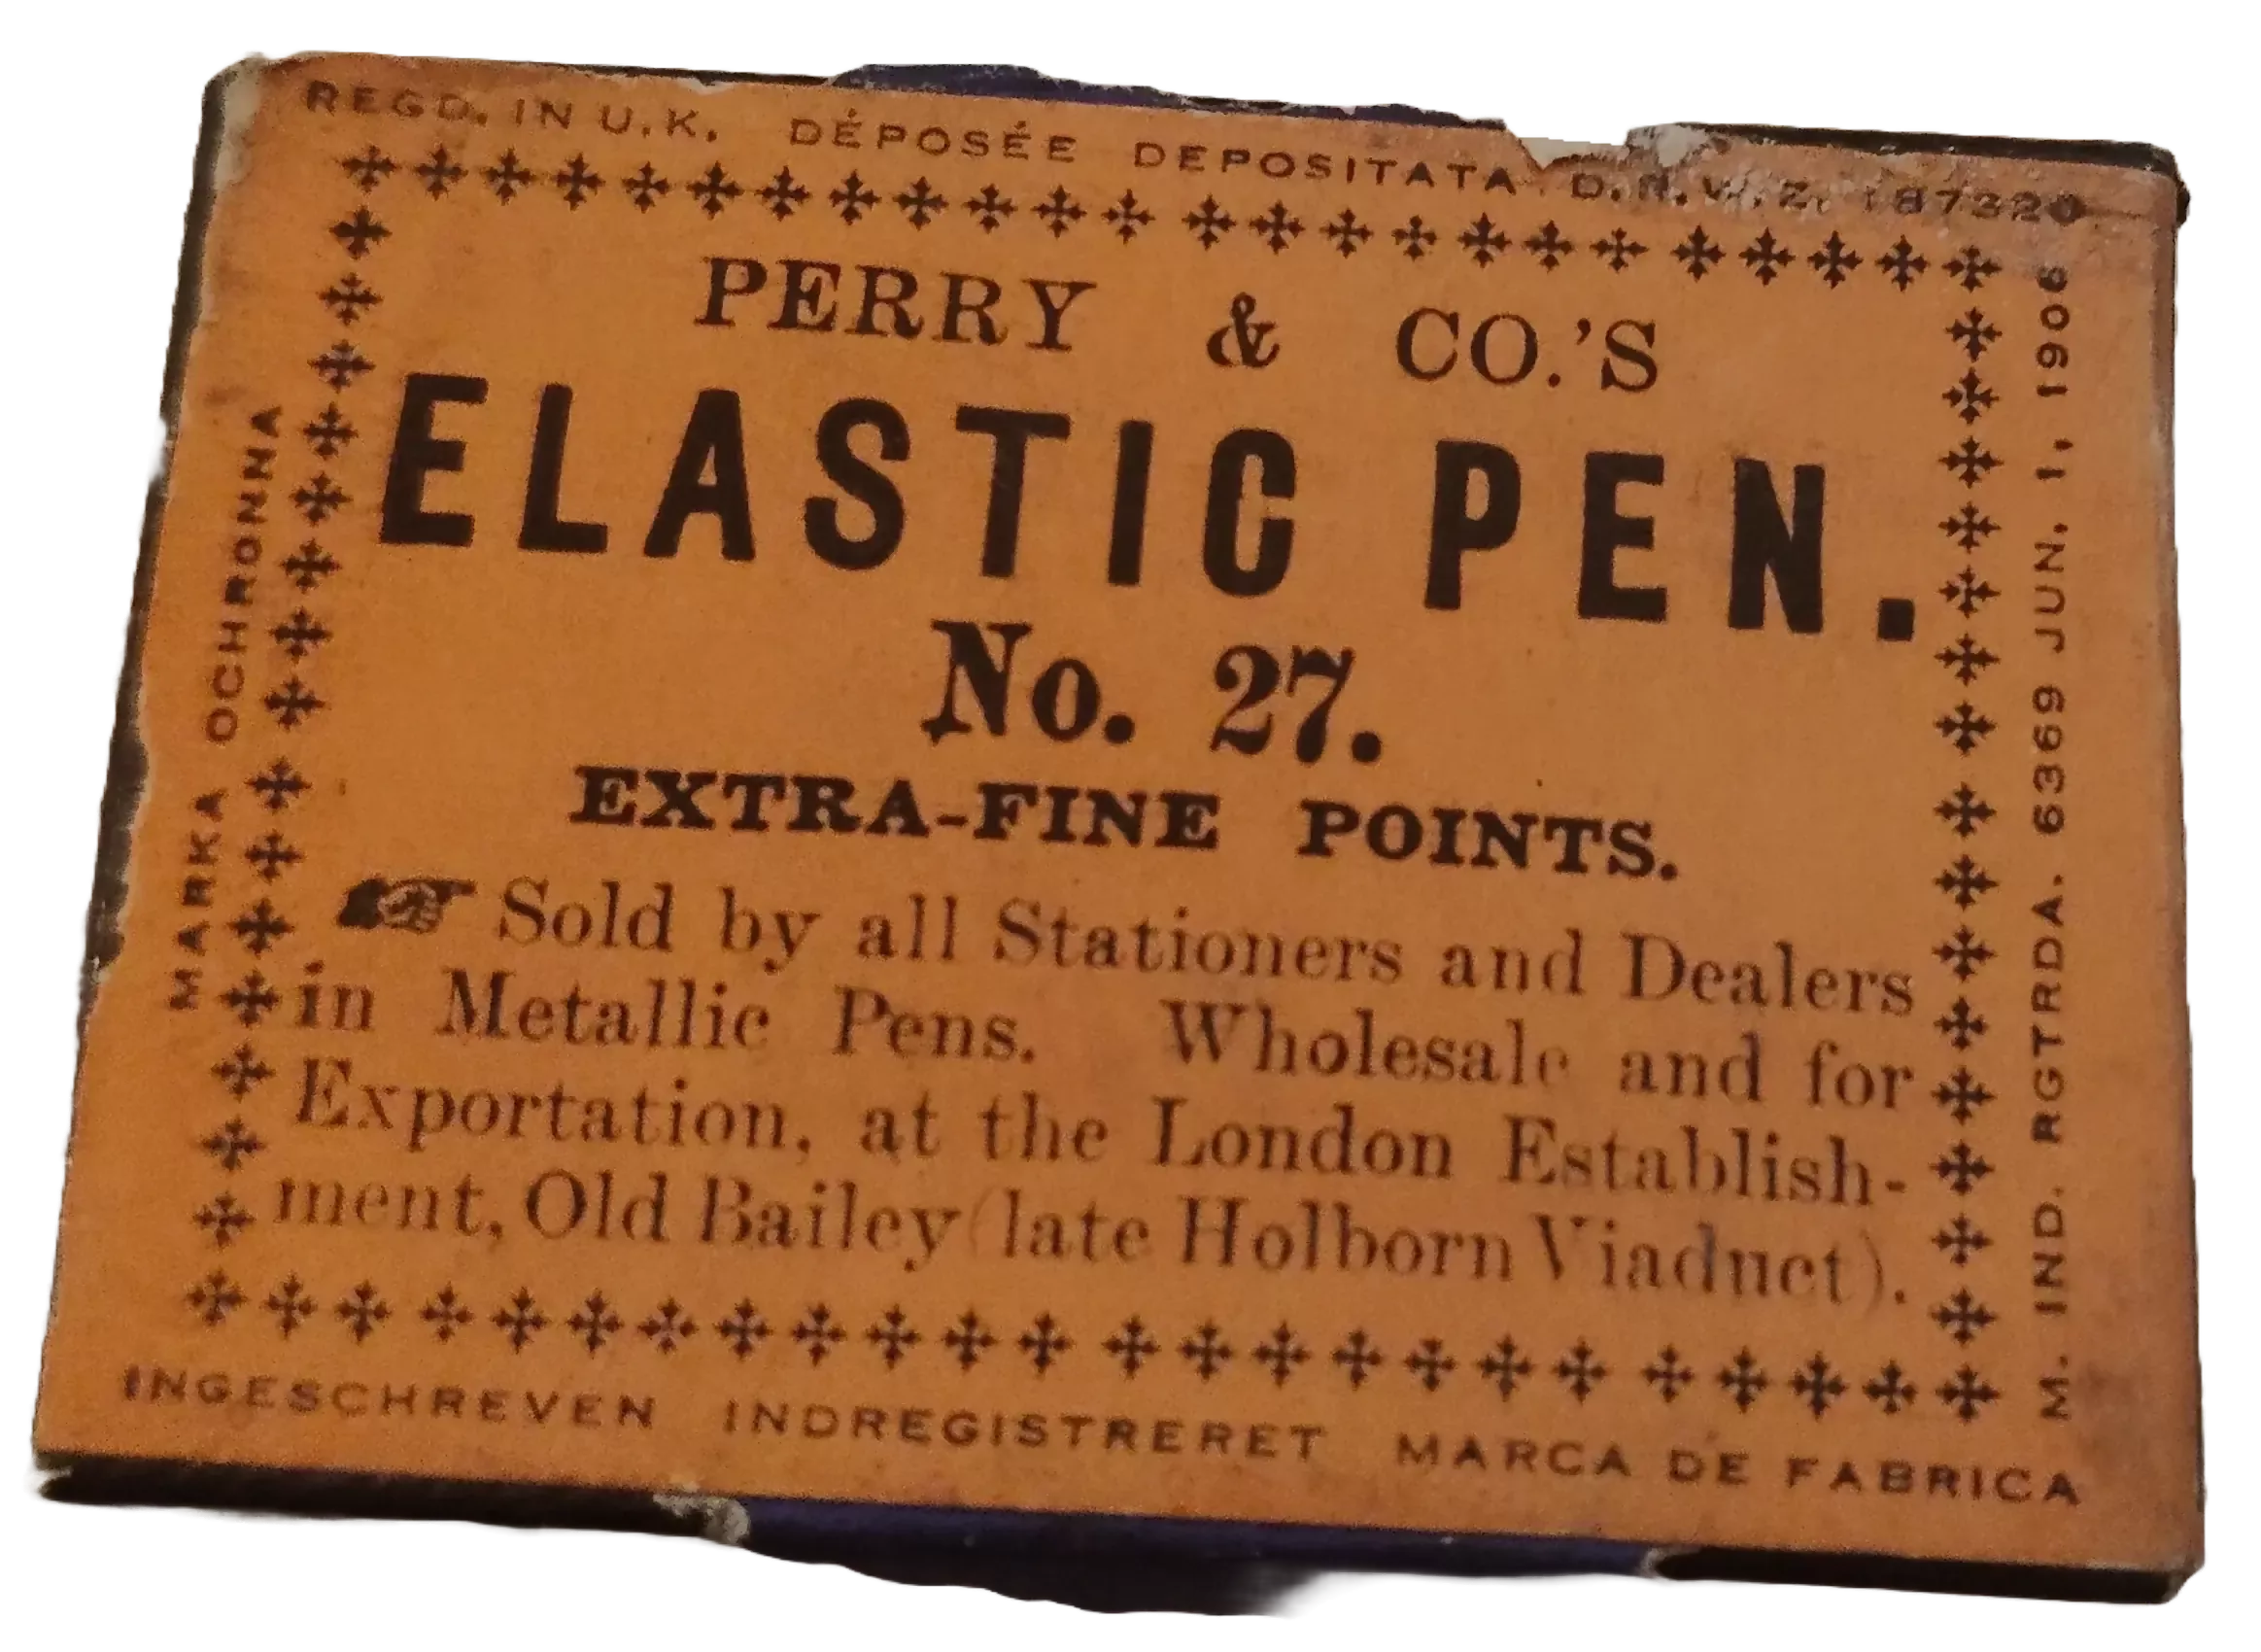 REGD. IN U.K. DÉPOSÉE DEPOSITATA D.R.W.Z. 187320
PERRY & CO.'S
ELASTIC PEN.
No. 27.
EXTRA-FINE POINTS.
☞ Sold by all Stationers and Dealers
in Metallic Pens. Wholesale and for
Exportation, at the London Establish-
ment, Old Bailey (late Holborn Viaduct).
INGESCHREVEN INDREGISTRERET MARCA DE FABRICA
MARKA OCHRONNA
M. IND. RGTRDA. 6369 JUN. 1, 1906